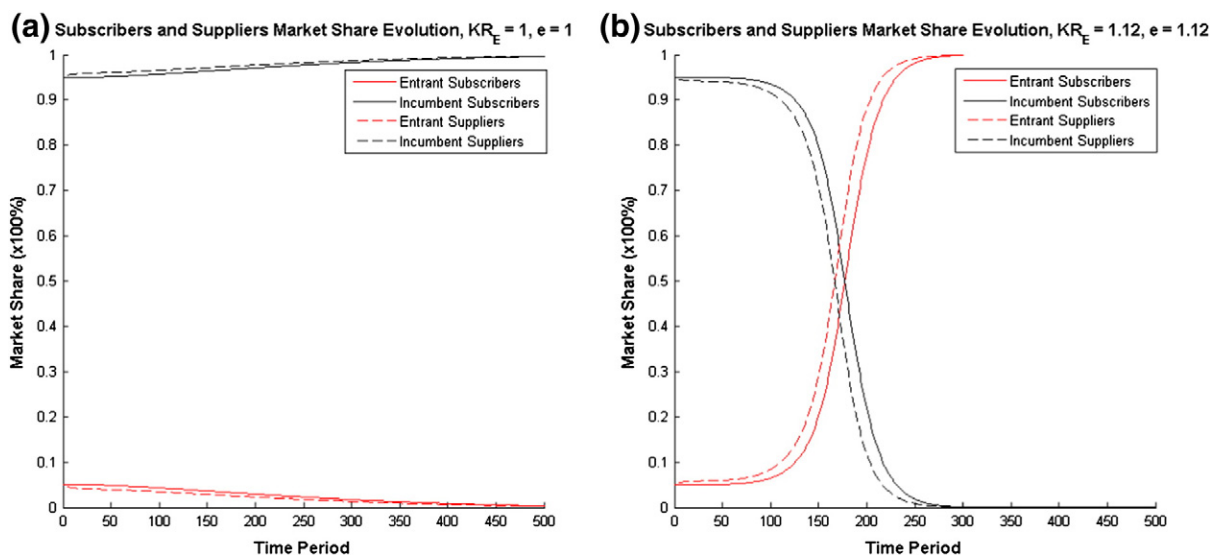 (a) Subscribers and Suppliers Market Share Evolution, KR_E = 1, e = 1
1
0.9
0.8
0.7
0.6
0.5
0.4
0.3
0.2
0.1
0
Market Share (x100%)
Entrant Subscribers
Incumbent Subscribers
Entrant Suppliers
Incumbent Suppliers
0 50 100 150 200 250 300 350 400 450 500
Time Period
(b) Subscribers and Suppliers Market Share Evolution, KR_E = 1.12, e = 1.12
1
0.9
0.8
0.7
0.6
0.5
0.4
0.3
0.2
0.1
0
Market Share (x100%)
Entrant Subscribers
Incumbent Subscribers
Entrant Suppliers
Incumbent Suppliers
0 50 100 150 200 250 300 350 400 450 500
Time Period